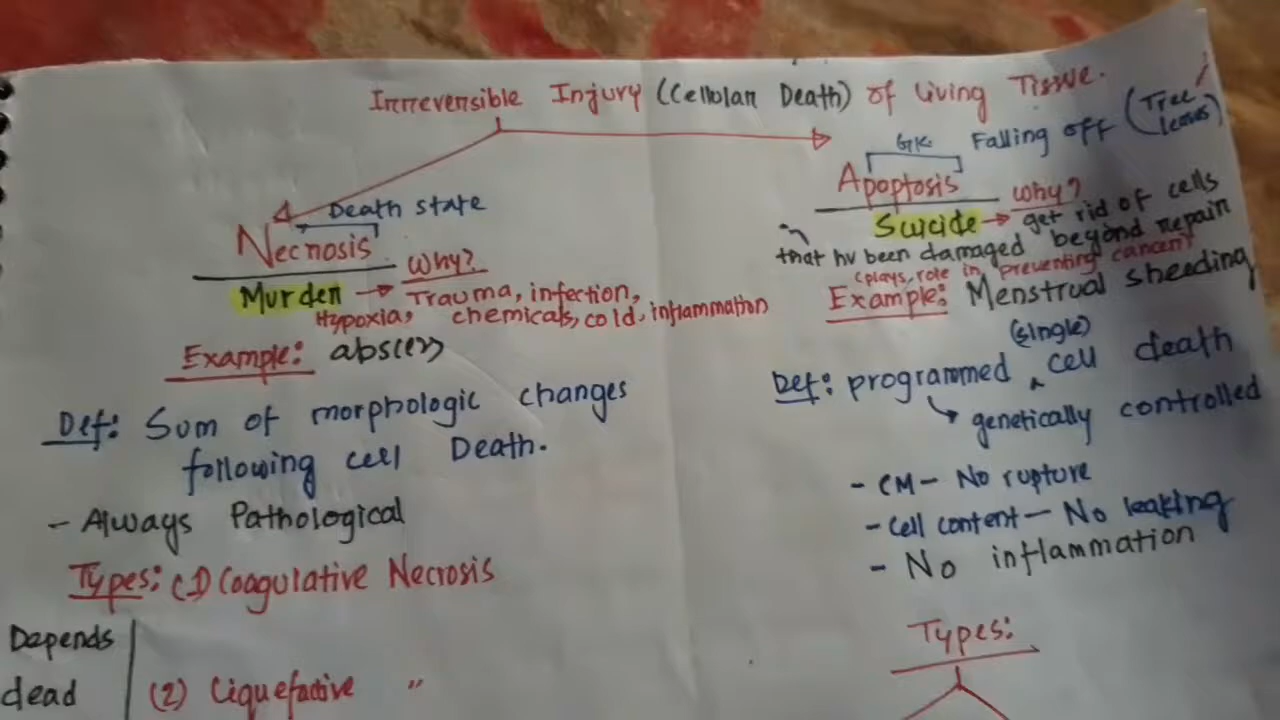 Irreversible Injury (Cellular Death) of Living Tissue.
Death state
Necrosis
Murder → Why?
Trauma, infection,
Hypoxia, chemicals, cold, inflammation
Example: abscess
Def: Sum of morphologic changes
following cell Death.
- Always Pathological
Types: (1) Coagulative Necrosis
Depends
dead
(2) Liquefactive "
GK. Falling off (Tree leaves)
Apoptosis
Suicide → Why?
get rid of cells
that hv been damaged beyond repair
(plays, role in preventing cancer)
Example: Menstrual sheeding
(single)
Def: programmed ^ cell death
↳ genetically controlled
- CM - No rupture
- Cell content - No leaking
- No inflammation
Types: